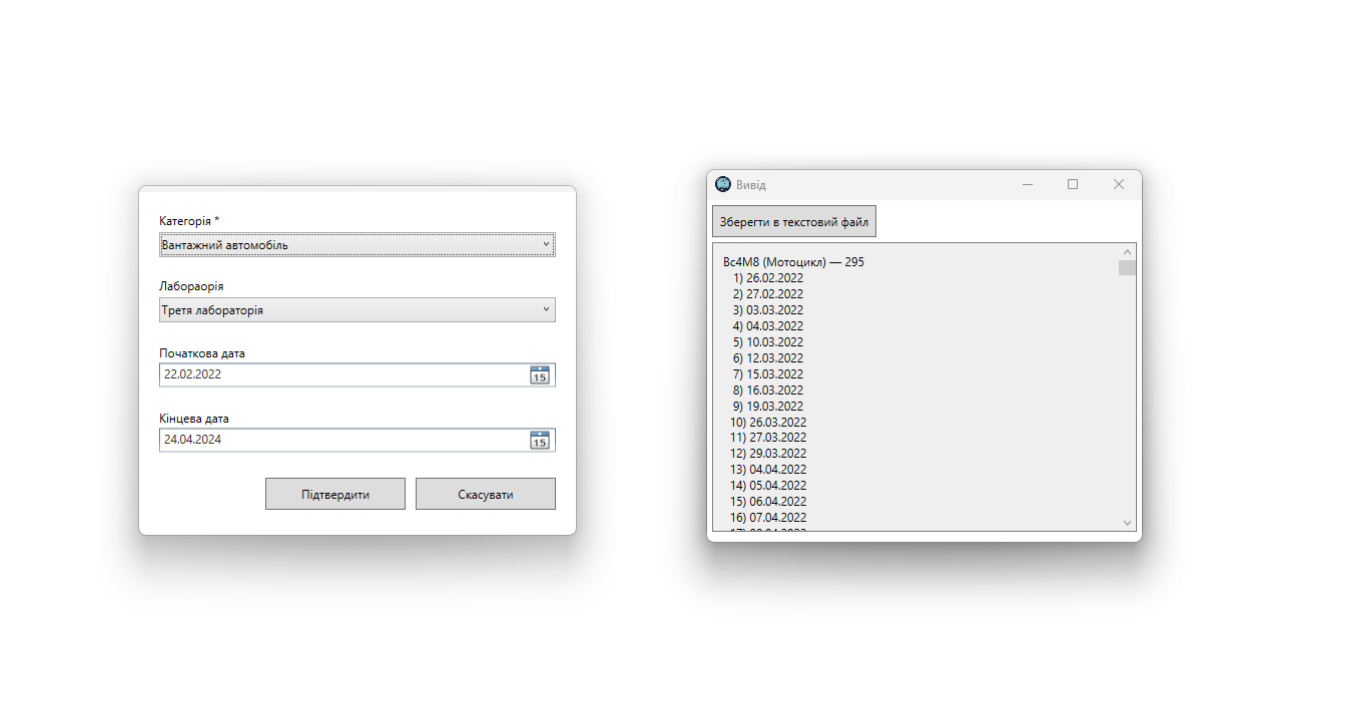 Категорія *
Вантажний автомобіль
Лабораорія
Третя лабораторія
Початкова дата
22.02.2022
15
Кінцева дата
24.04.2024
15
Підтвердити
Скасувати
Вивід
Зберегти в текстовий файл
Вс4М8 (Мотоцикл) — 295
1) 26.02.2022
2) 27.02.2022
3) 03.03.2022
4) 04.03.2022
5) 10.03.2022
6) 12.03.2022
7) 15.03.2022
8) 16.03.2022
9) 19.03.2022
10) 26.03.2022
11) 27.03.2022
12) 29.03.2022
13) 04.04.2022
14) 05.04.2022
15) 06.04.2022
16) 07.04.2022